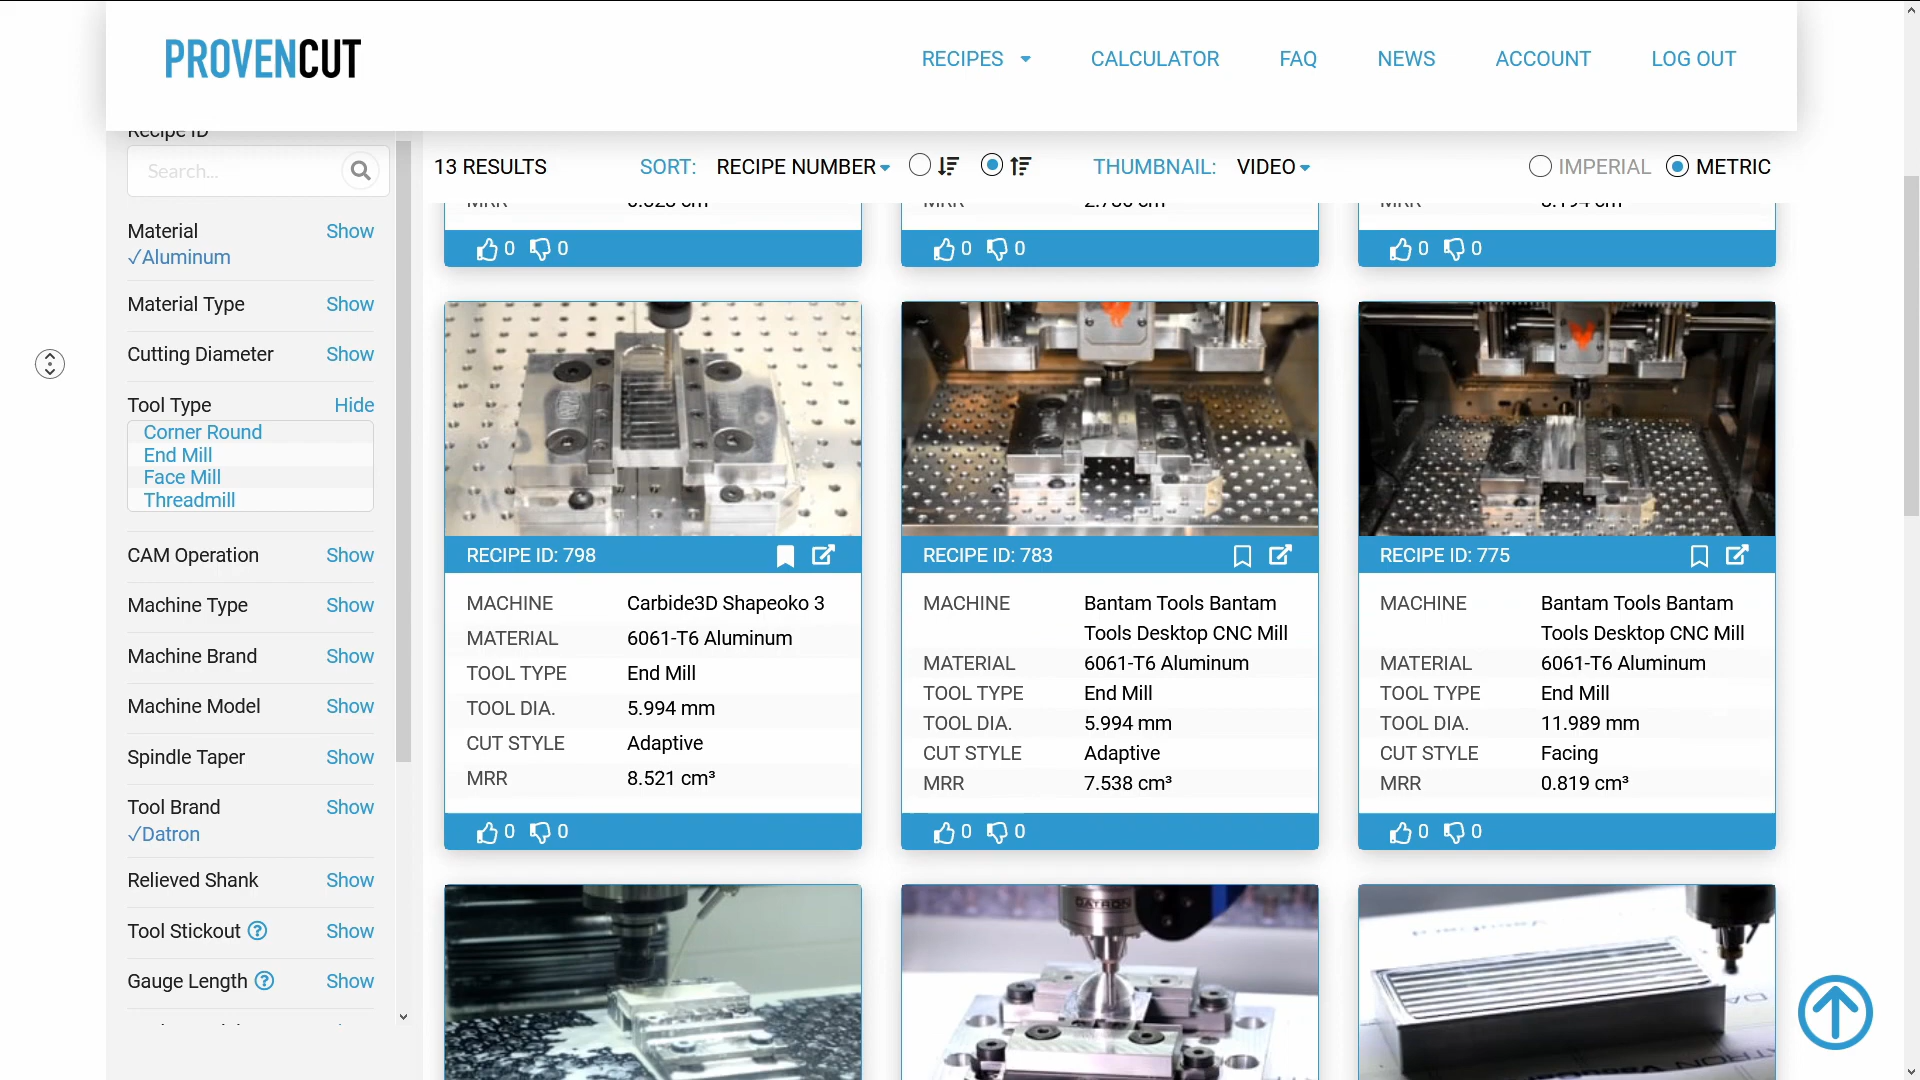 PROVENCUT
RECIPES
CALCULATOR
FAQ
NEWS
ACCOUNT
LOG OUT
Recipe ID
Search...
Material Show
✓Aluminum
Material Type Show
Cutting Diameter Show
Tool Type Hide
Corner Round
End Mill
Face Mill
Threadmill
CAM Operation Show
Machine Type Show
Machine Brand Show
Machine Model Show
Spindle Taper Show
Tool Brand Show
✓Datron
Relieved Shank Show
Tool Stickout ? Show
Gauge Length ? Show
13 RESULTS
SORT: RECIPE NUMBER
THUMBNAIL: VIDEO
IMPERIAL METRIC
0 0
0 0
0 0
RECIPE ID: 798
MACHINE Carbide3D Shapeoko 3
MATERIAL 6061-T6 Aluminum
TOOL TYPE End Mill
TOOL DIA. 5.994 mm
CUT STYLE Adaptive
MRR 8.521 cm³
0 0
RECIPE ID: 783
MACHINE Bantam Tools Bantam
Tools Desktop CNC Mill
MATERIAL 6061-T6 Aluminum
TOOL TYPE End Mill
TOOL DIA. 5.994 mm
CUT STYLE Adaptive
MRR 7.538 cm³
0 0
RECIPE ID: 775
MACHINE Bantam Tools Bantam
Tools Desktop CNC Mill
MATERIAL 6061-T6 Aluminum
TOOL TYPE End Mill
TOOL DIA. 11.989 mm
CUT STYLE Facing
MRR 0.819 cm³
0 0
DATRON